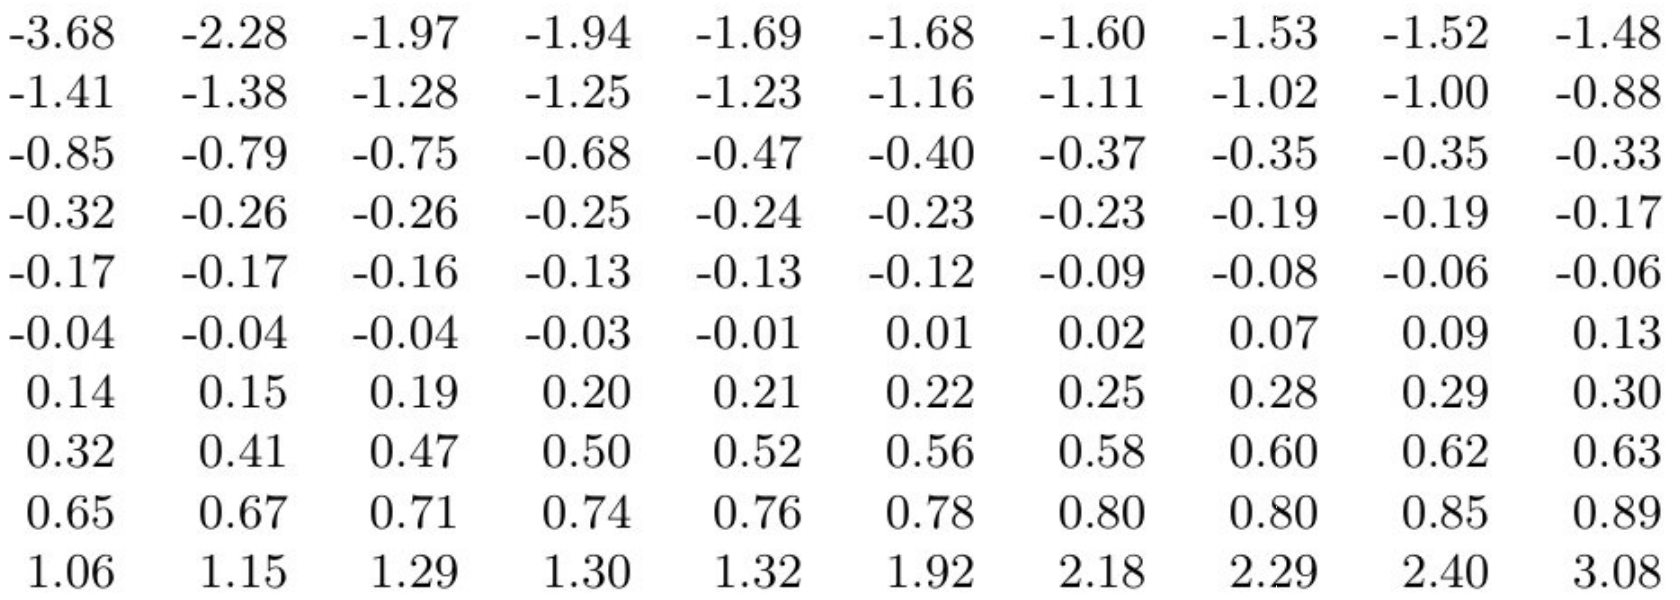 -3.68 -2.28 -1.97 -1.94 -1.69 -1.68 -1.60 -1.53 -1.52 -1.48
-1.41 -1.38 -1.28 -1.25 -1.23 -1.16 -1.11 -1.02 -1.00 -0.88
-0.85 -0.79 -0.75 -0.68 -0.47 -0.40 -0.37 -0.35 -0.35 -0.33
-0.32 -0.26 -0.26 -0.25 -0.24 -0.23 -0.23 -0.19 -0.19 -0.17
-0.17 -0.17 -0.16 -0.13 -0.13 -0.12 -0.09 -0.08 -0.06 -0.06
-0.04 -0.04 -0.04 -0.03 -0.01 0.01 0.02 0.07 0.09 0.13
0.14 0.15 0.19 0.20 0.21 0.22 0.25 0.28 0.29 0.30
0.32 0.41 0.47 0.50 0.52 0.56 0.58 0.60 0.62 0.63
0.65 0.67 0.71 0.74 0.76 0.78 0.80 0.80 0.85 0.89
1.06 1.15 1.29 1.30 1.32 1.92 2.18 2.29 2.40 3.08